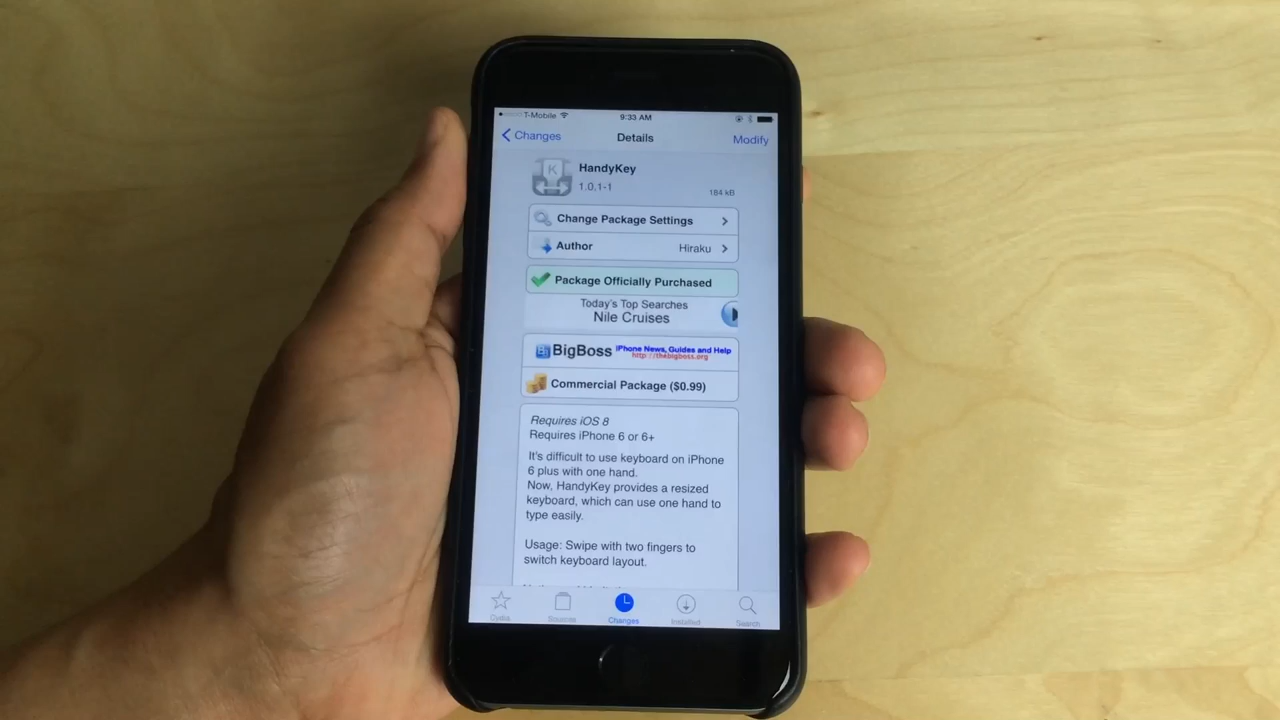 T-Mobile 9:33 AM
Changes Details Modify
K
HandyKey
1.0.1-1 184 kB
Change Package Settings
Author Hiraku
Package Officially Purchased
Today's Top Searches
Nile Cruises
BigBoss iPhone News, Guides and Help
http://thebigboss.org
Commercial Package ($0.99)
Requires iOS 8
Requires iPhone 6 or 6+
It's difficult to use keyboard on iPhone
6 plus with one hand.
Now, HandyKey provides a resized
keyboard, which can use one hand to
type easily.
Usage: Swipe with two fingers to
switch keyboard layout.
Cydia Sources Changes Installed Search